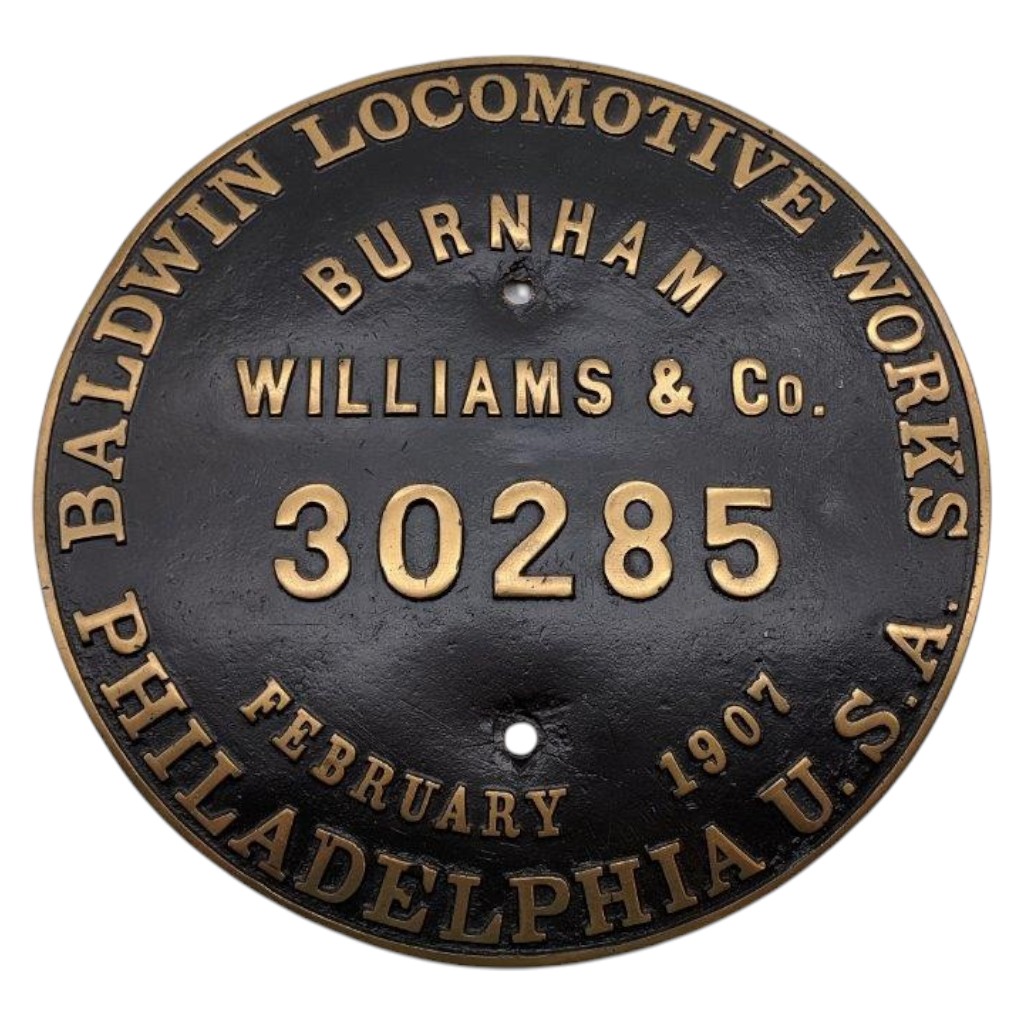 BALDWIN LOCOMOTIVE WORKS
BURNHAM
WILLIAMS & Co.
30285
FEBRUARY 1907
PHILADELPHIA U.S.A.